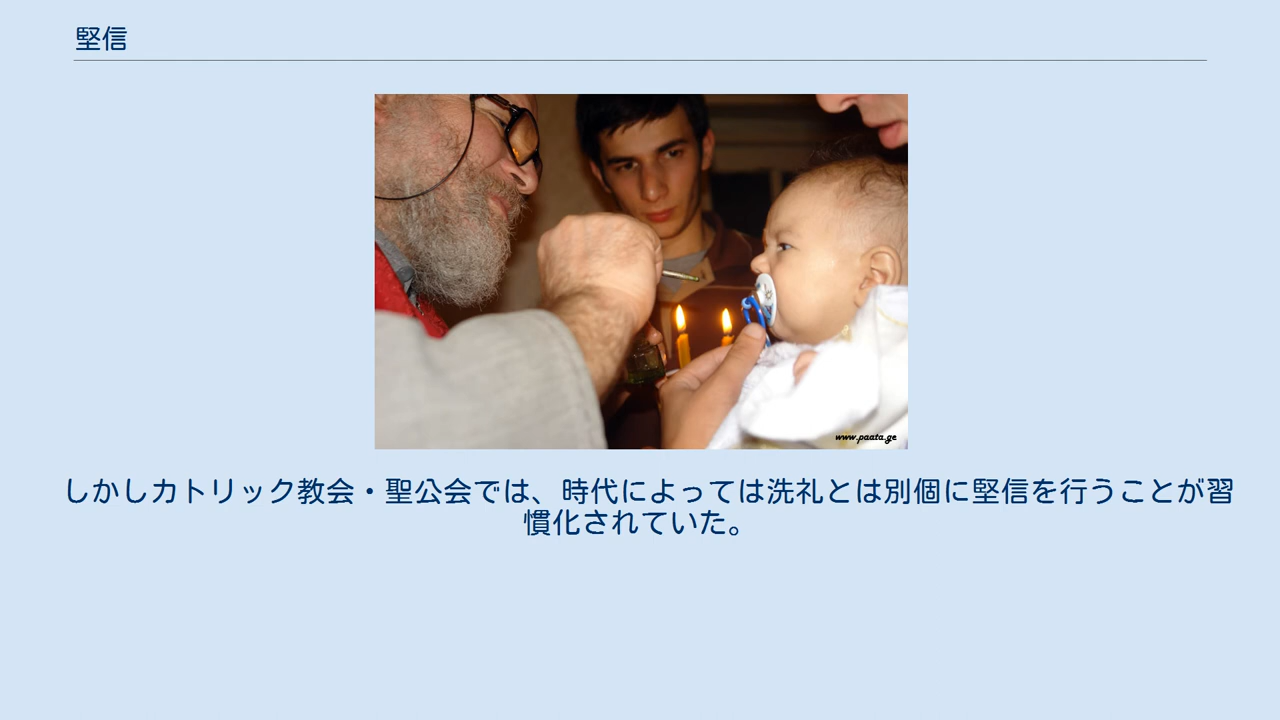 堅信
www.paata.ge
しかしカトリック教会・聖公会では、時代によっては洗礼とは別個に堅信を行うことが習
慣化されていた。